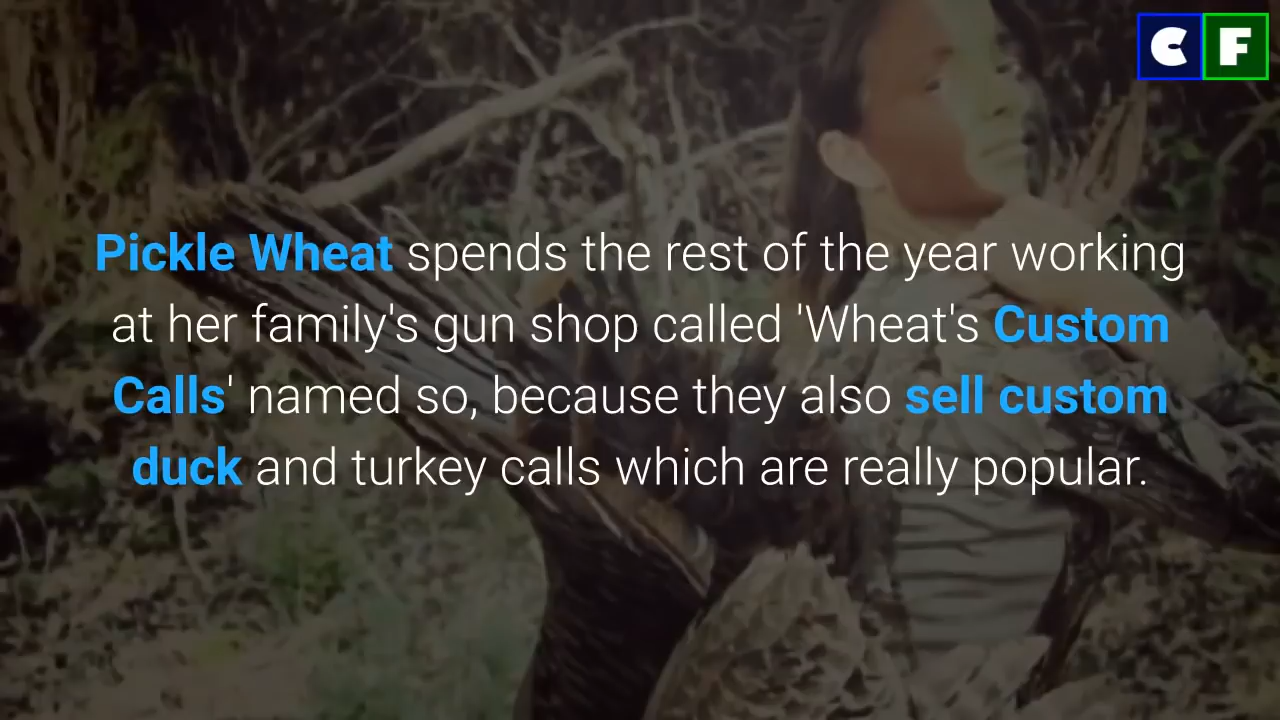 C F
Pickle Wheat spends the rest of the year working
at her family's gun shop called 'Wheat's Custom
Calls' named so, because they also sell custom
duck and turkey calls which are really popular.